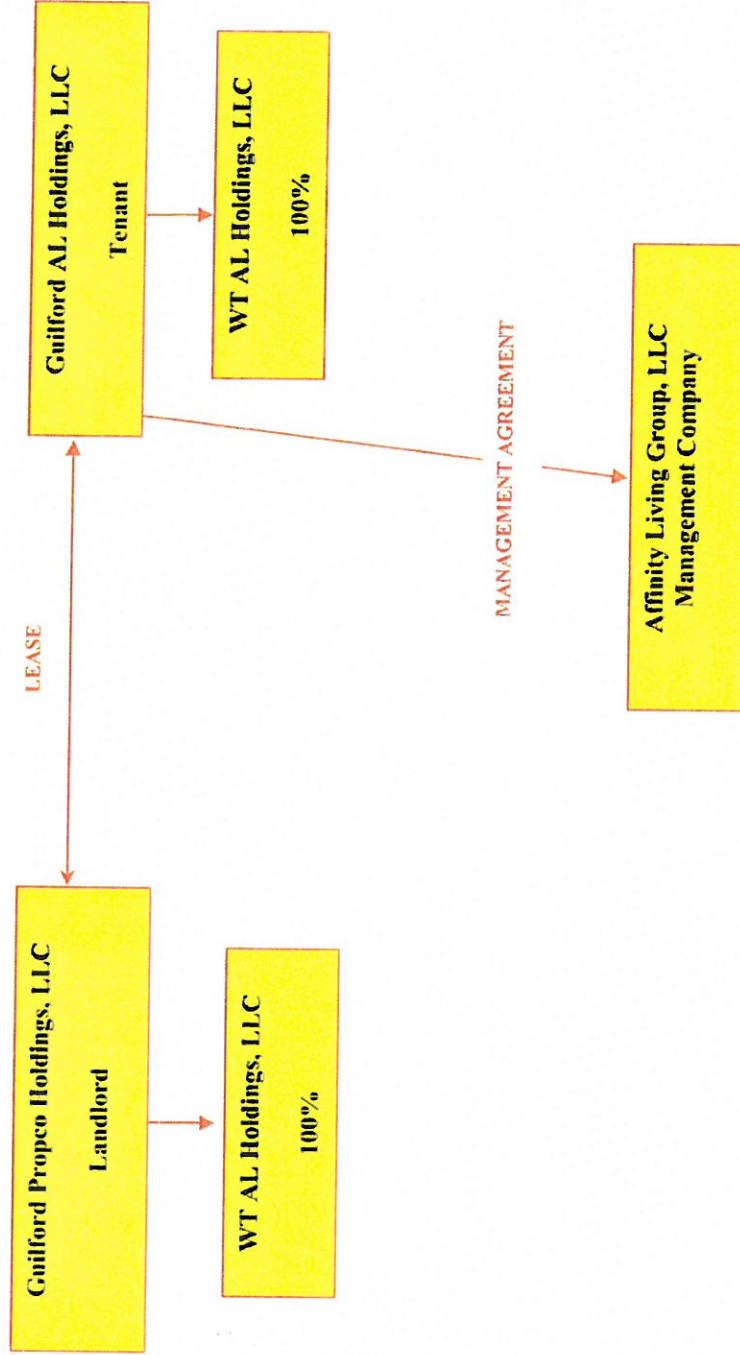 Guilford Propco Holdings, LLC
Landlord
WT AL Holdings, LLC
100%
LEASE
Guilford AL Holdings, LLC
Tenant
WT AL Holdings, LLC
100%
MANAGEMENT AGREEMENT
Affinity Living Group, LLC
Management Company